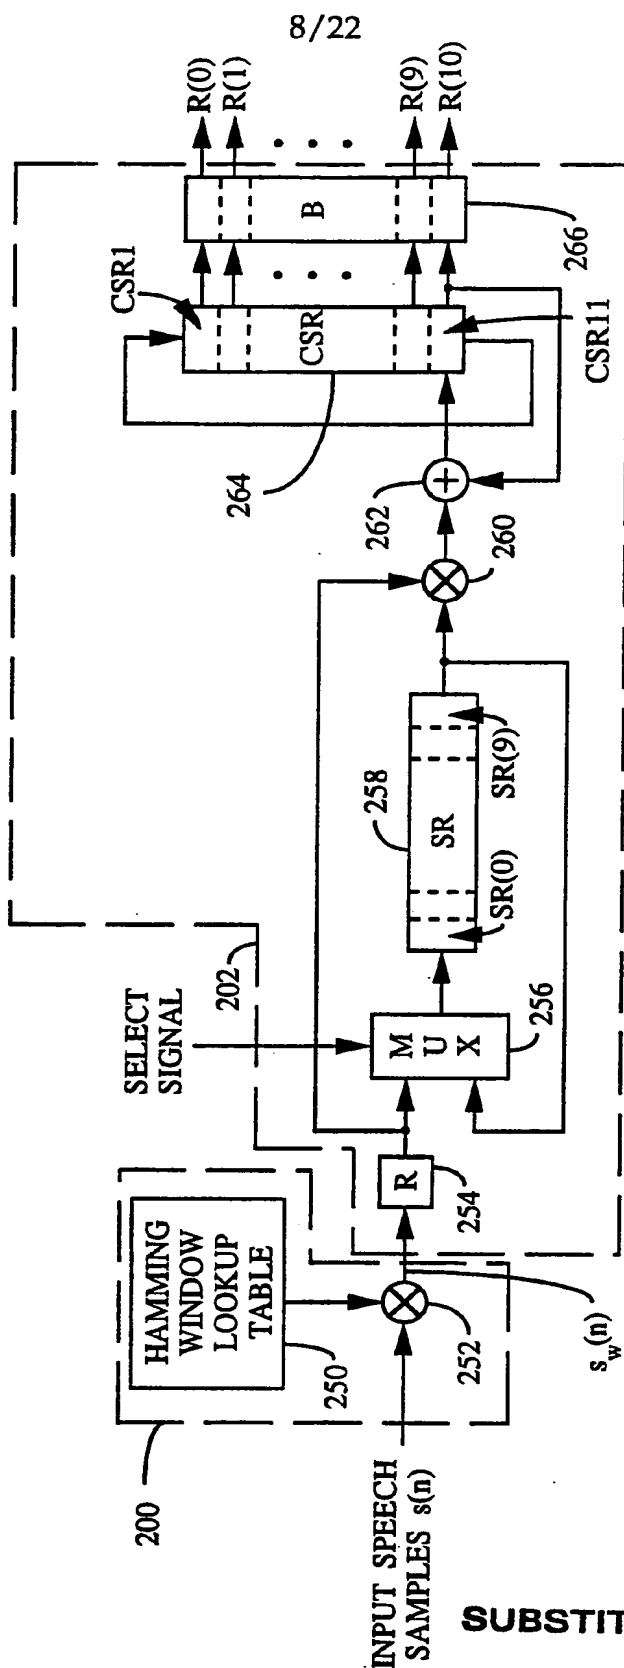 8/22
HAMMING
WINDOW
LOOKUP
TABLE
250
200
INPUT SPEECH
SAMPLES s(n)
252
s_w(n)
R
254
SELECT
SIGNAL
202
MUX
256
SR
258
SR(0)
SR(9)
260
262
264
CSR
CSR1
CSR11
B
266
R(0)
R(1)
R(9)
R(10)
SUBSTIT